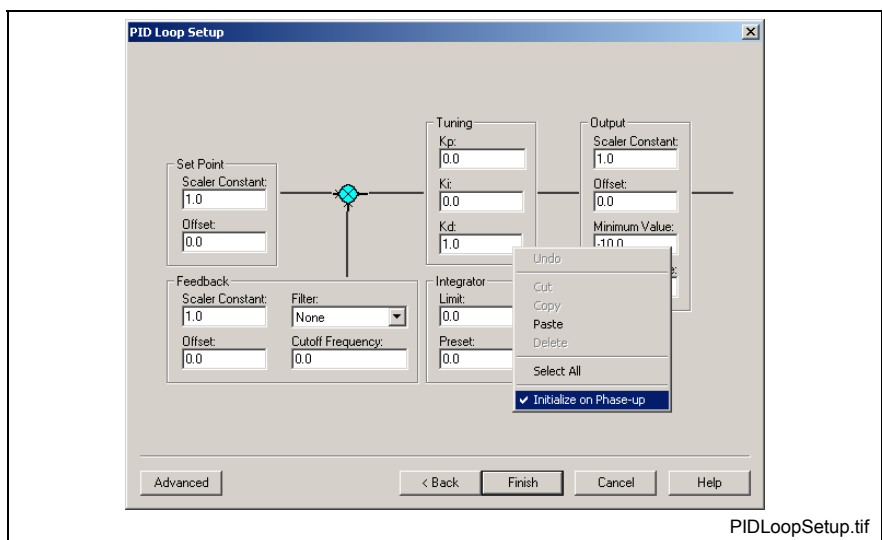 PID Loop Setup
Tuning
Kp:
0.0
Ki:
0.0
Kd:
1.0
Output
Scaler Constant:
1.0
Offset:
0.0
Minimum Value:
-10.0
Set Point
Scaler Constant:
1.0
Offset:
0.0
Feedback
Scaler Constant:
1.0
Offset:
0.0
Filter:
None
Cutoff Frequency:
0.0
Integrator
Limit:
0.0
Preset:
0.0
Undo
Cut
Copy
Paste
Delete
Select All
Initialize on Phase-up
Advanced
< Back
Finish
Cancel
Help
PIDLoopSetup.tif